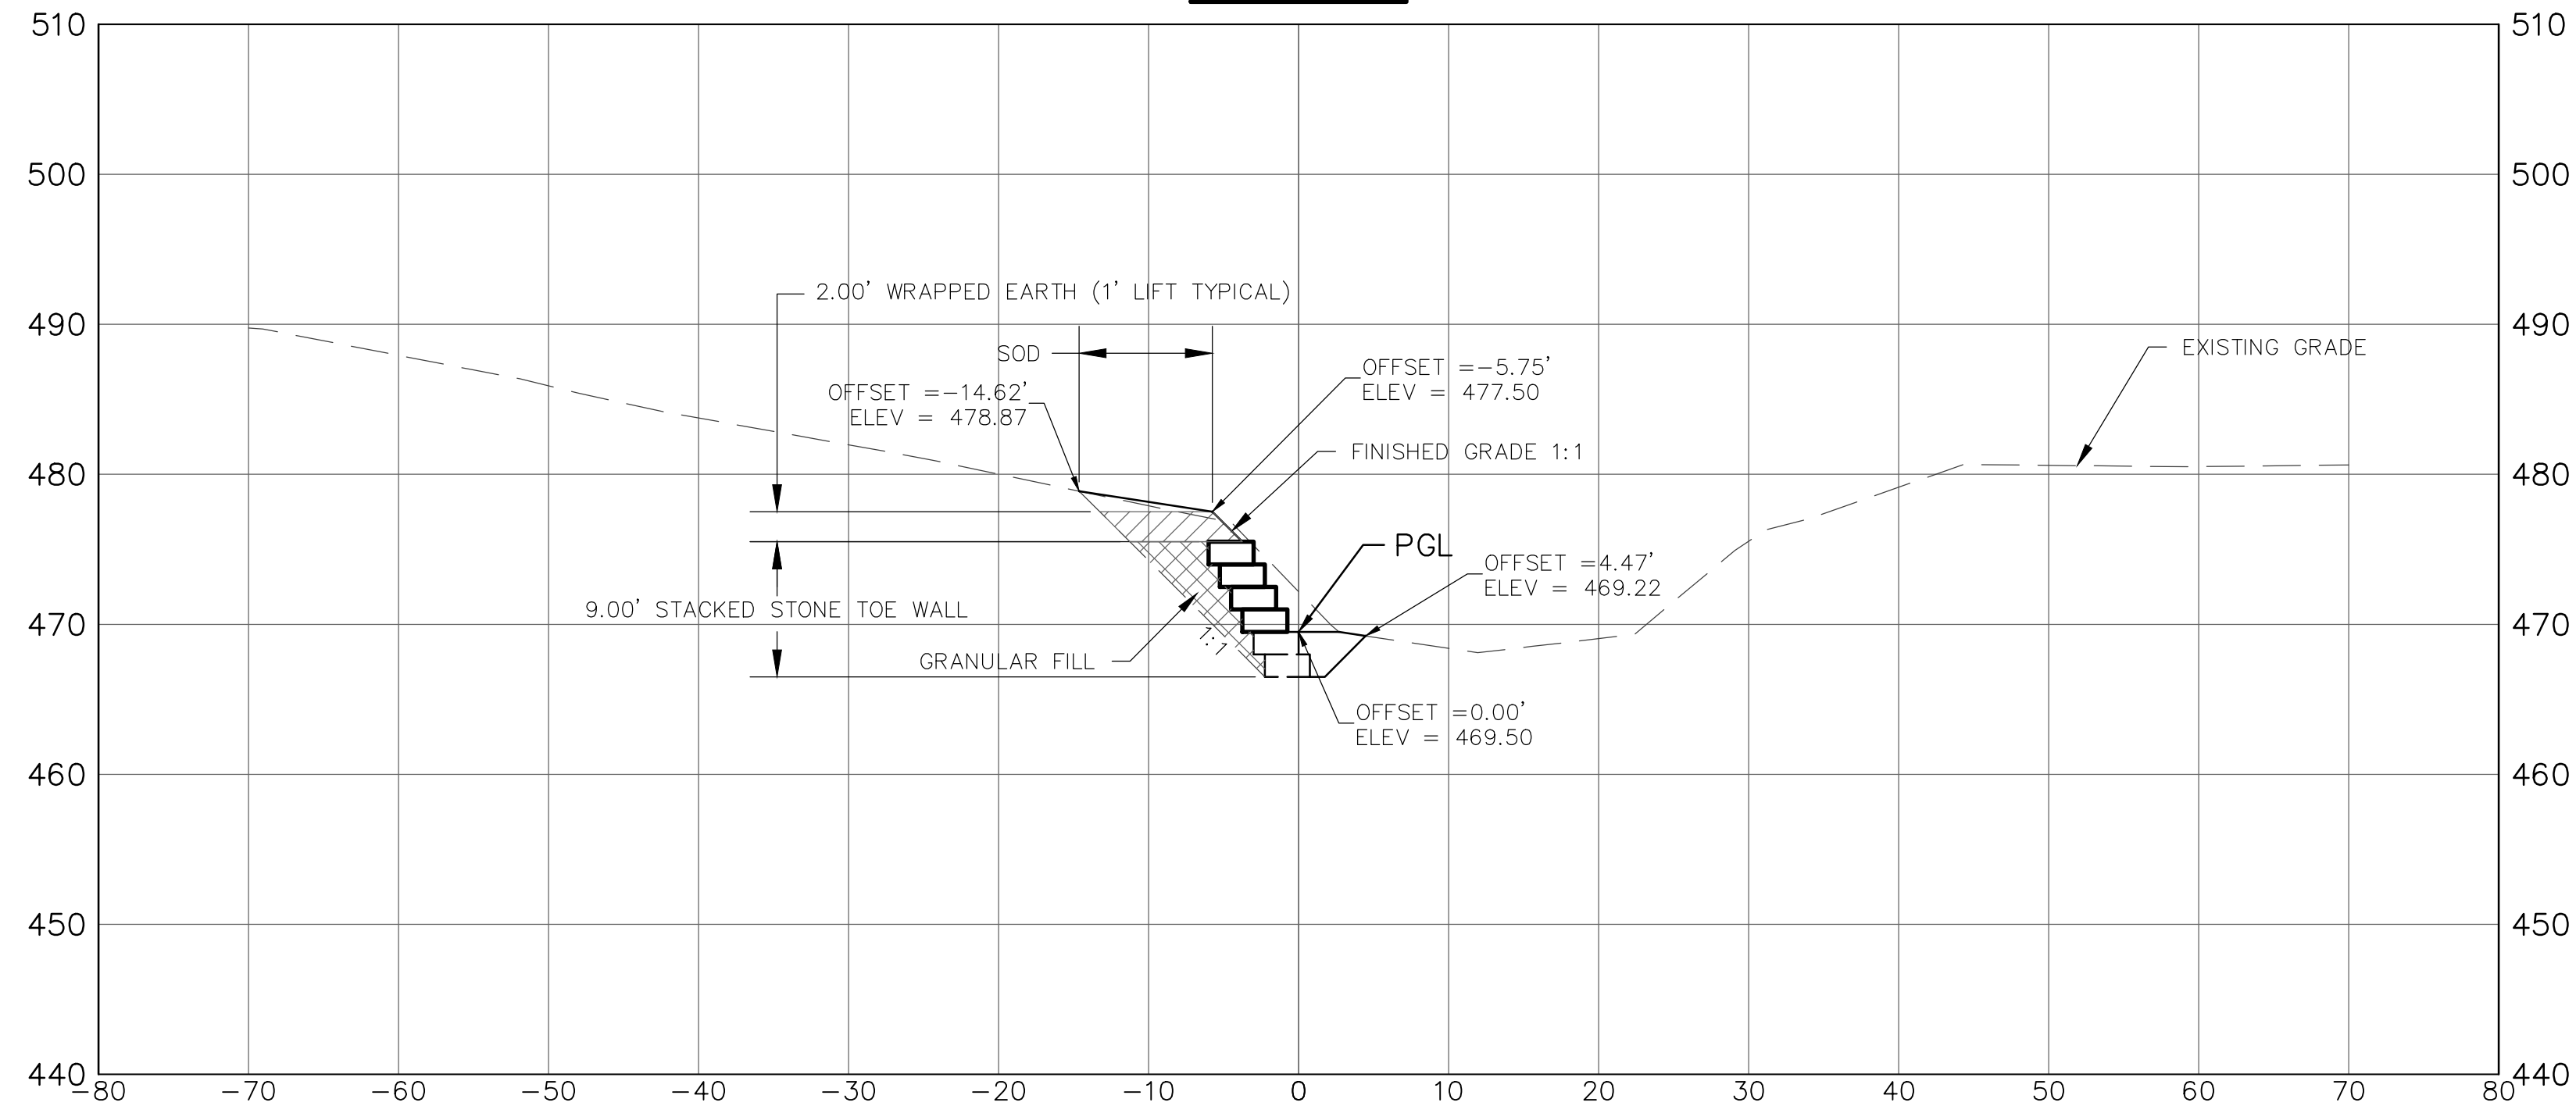 510
510
500
500
2.00' WRAPPED EARTH (1' LIFT TYPICAL)
490
490
SOD
EXISTING GRADE
OFFSET =-5.75'
ELEV = 477.50
OFFSET =-14.62'
ELEV = 478.87
FINISHED GRADE 1:1
480
480
PGL
OFFSET =4.47'
ELEV = 469.22
9.00' STACKED STONE TOE WALL
470
470
1:1
GRANULAR FILL
OFFSET =0.00'
ELEV = 469.50
460
460
450
450
440
440
-80 -70 -60 -50 -40 -30 -20 -10 0 10 20 30 40 50 60 70 80